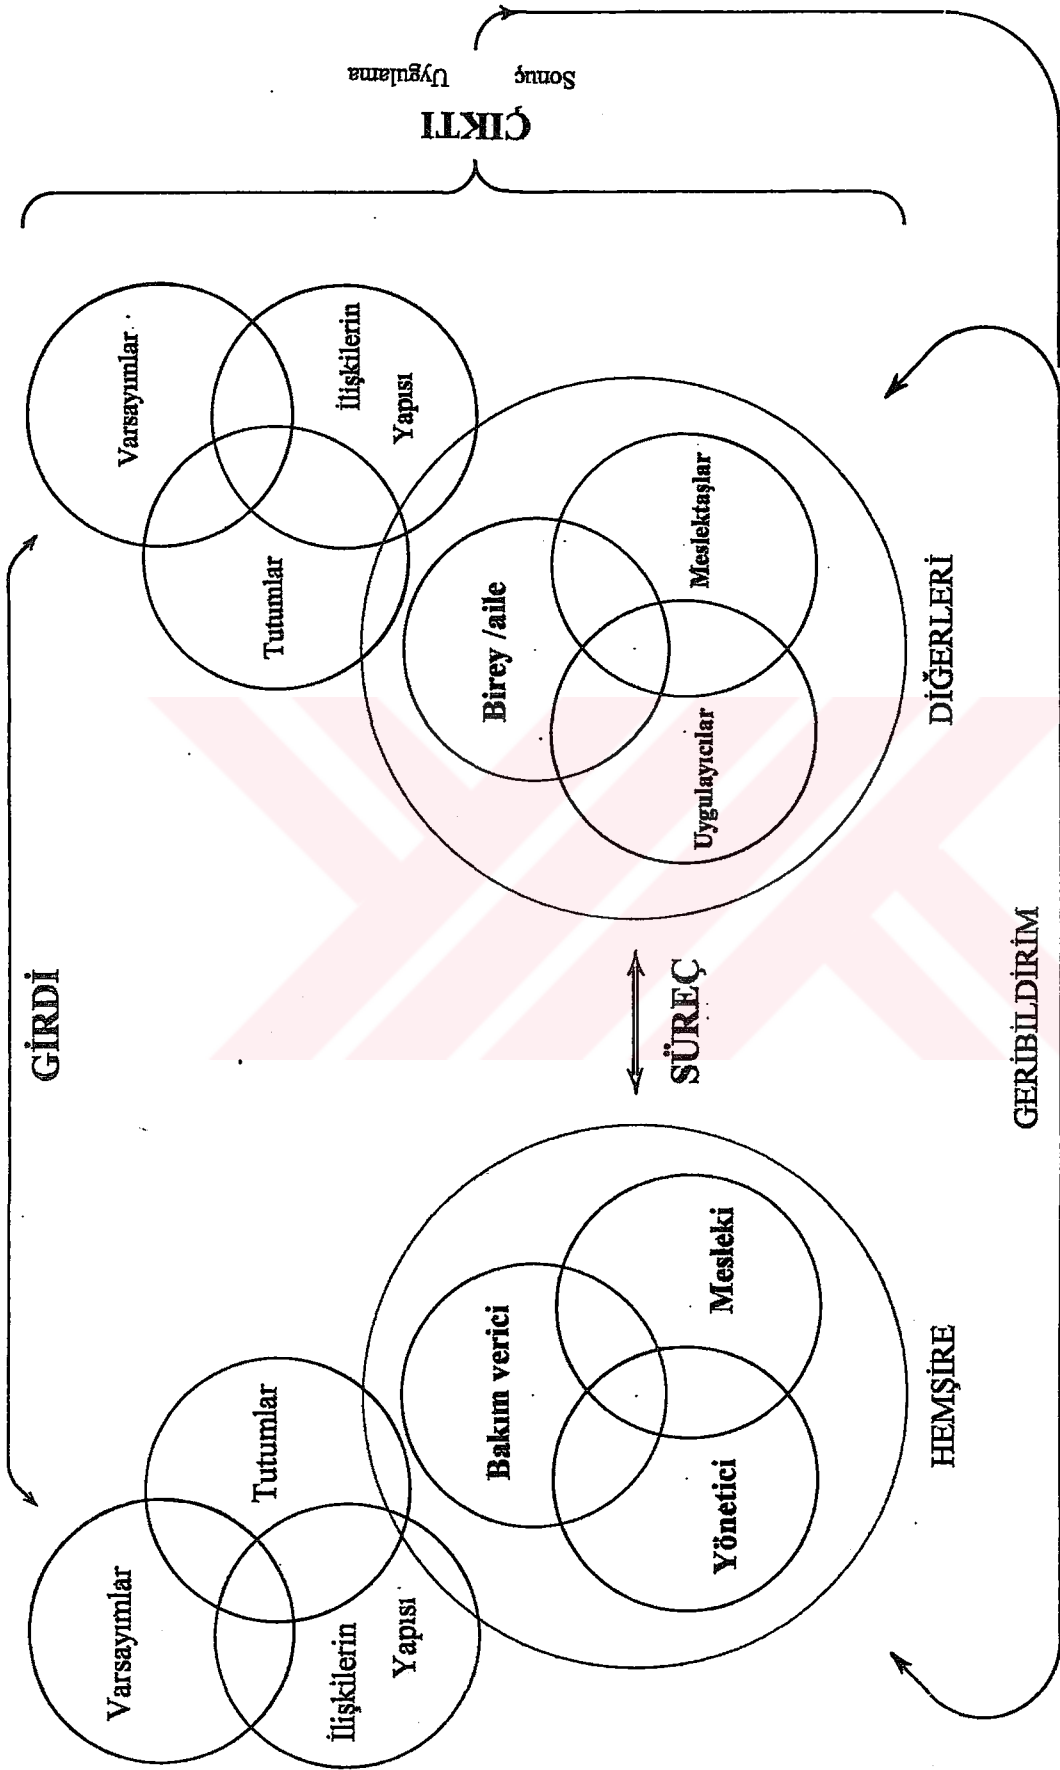 GİRDİ
Varsayımlar
Tutumlar
İlişkilerin
Yapısı
Varsayımlar
Tutumlar
İlişkilerin
Yapısı
Bakım verici
Yönetici
Mesleki
HEMŞİRE
SÜREÇ
Birey /aile
Uygulayıcılar
Meslektaşlar
DİĞERLERİ
ÇIKTI
Uygulama
Sonuç
GERİBİLDİRİM